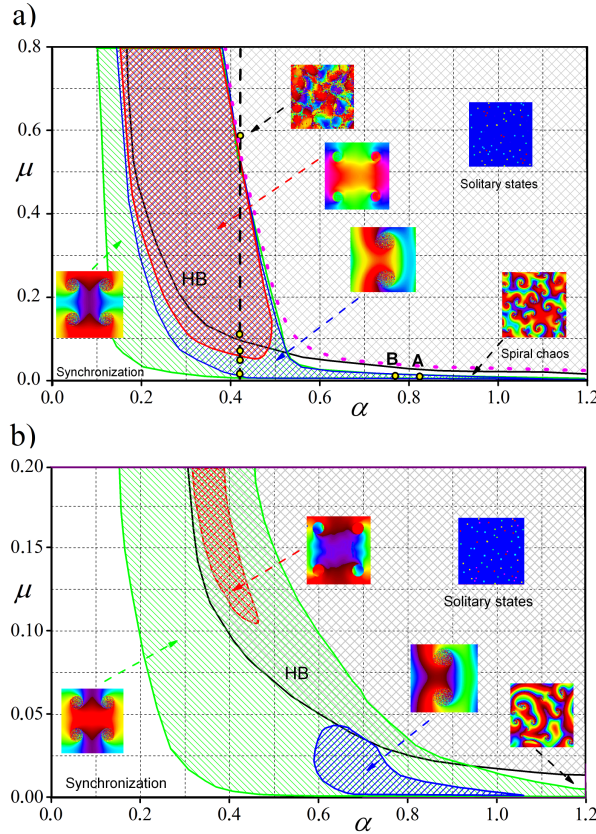 a)
0.8
0.6
μ
Solitary states
0.4
HB
0.2
B A
Synchronization
Spiral chaos
0.0
0.0 0.2 0.4 0.6 0.8 1.0 1.2
α
b)
0.20
0.15
μ
Solitary states
0.10
HB
0.05
Synchronization
0.00
0.0 0.2 0.4 0.6 0.8 1.0 1.2
α